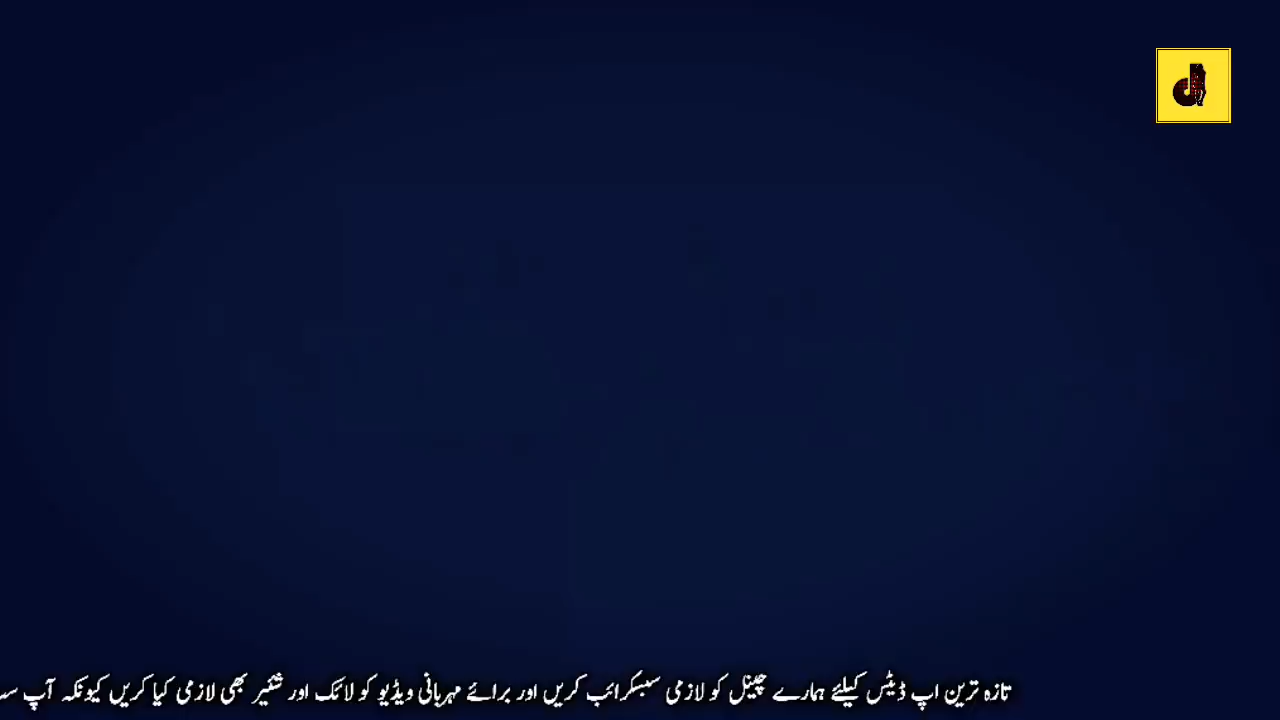 تازہ ترین اپ ڈیٹس کیلئے ہمارے چینل کو لازمی سبسکرائب کریں اور برائے مہربانی ویڈیو کو لائک اور شئیر بھی لازمی کیا کریں کیونکہ آپ